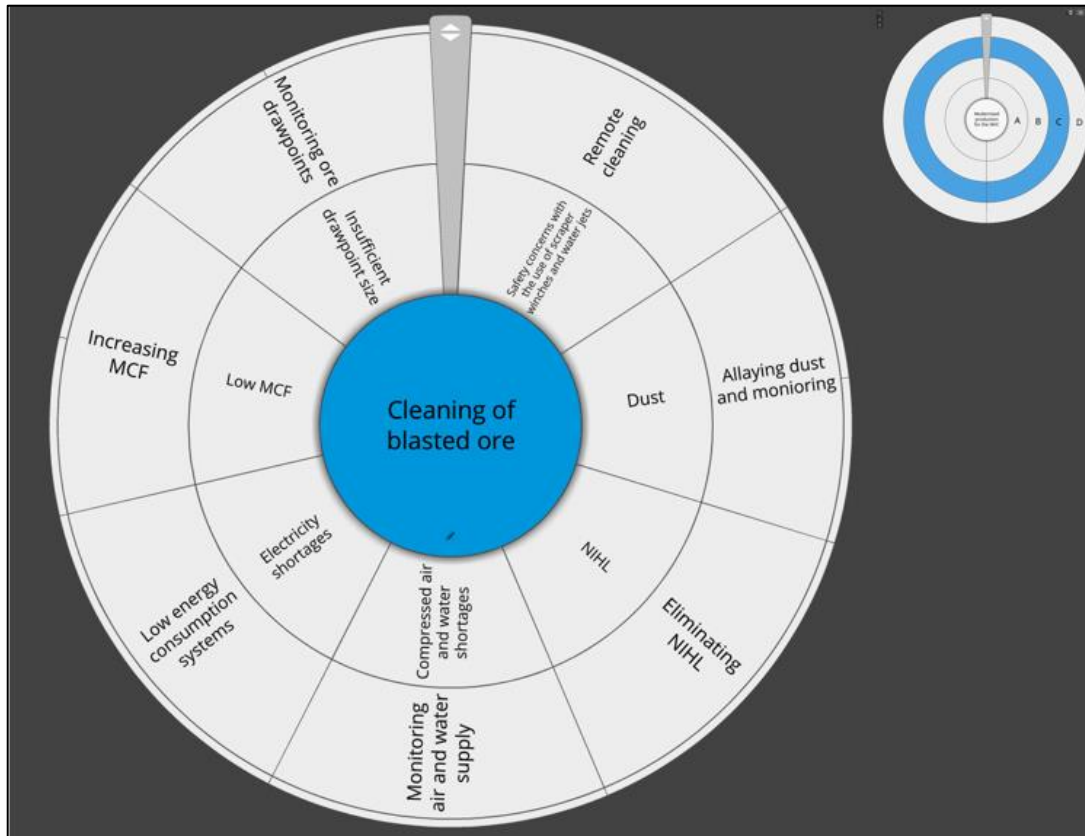 Cleaning of
blasted ore
Safety concerns with
the use of scraper
winches and water jets
Dust
NIHL
Compressed air
and water
shortages
Electricity
shortages
Low MCF
Insufficient
drawpoint size
Remote
cleaning
Allaying dust
and monioring
Eliminating
NIHL
Monitoring
air and water
supply
Low energy
consumption
systems
Increasing
MCF
Monitoring ore
drawpoints
A
B
C
D